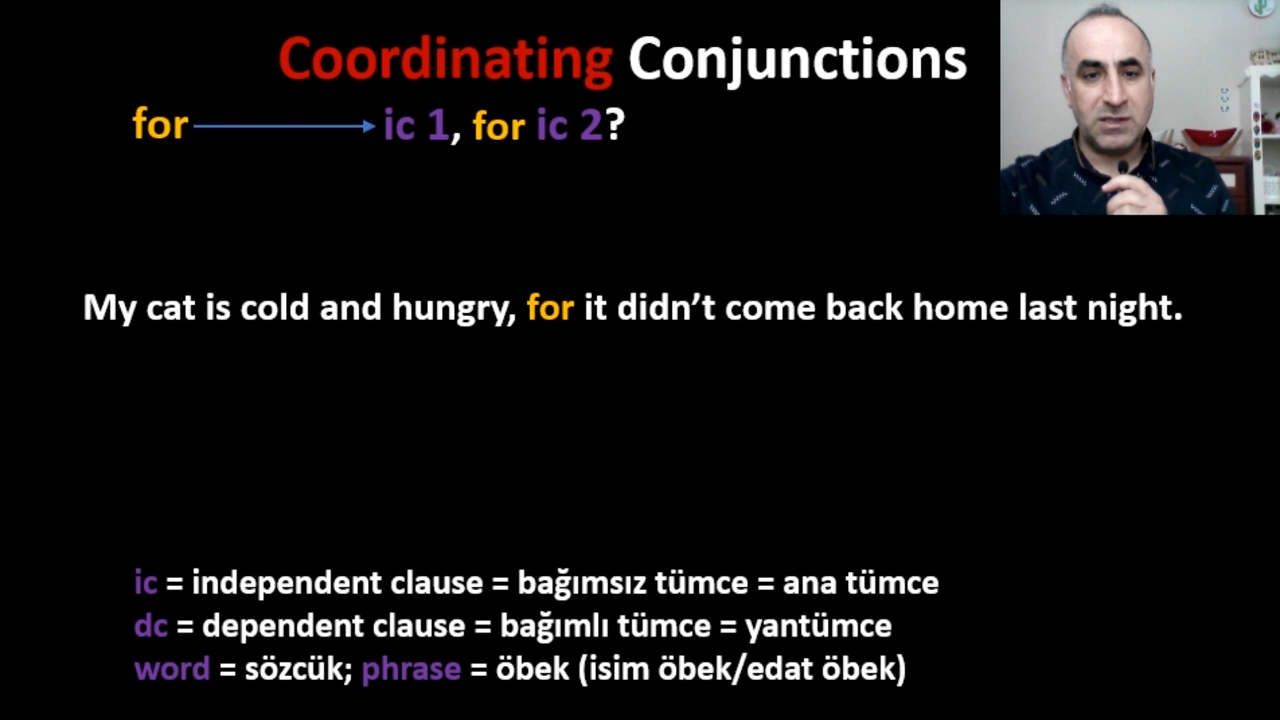 Coordinating Conjunctions
for ic 1, for ic 2?
My cat is cold and hungry, for it didn’t come back home last night.
ic = independent clause = bağımsız tümce = ana tümce
dc = dependent clause = bağımlı tümce = yantümce
word = sözcük; phrase = öbek (isim öbek/edat öbek)